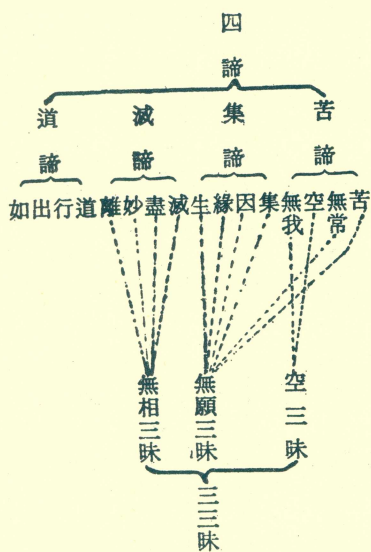 四諦
苦諦
集諦
滅諦
道諦
苦無常空無我集因緣生滅盡妙離道行出如
空三昧
無願三昧
無相三昧
三三昧